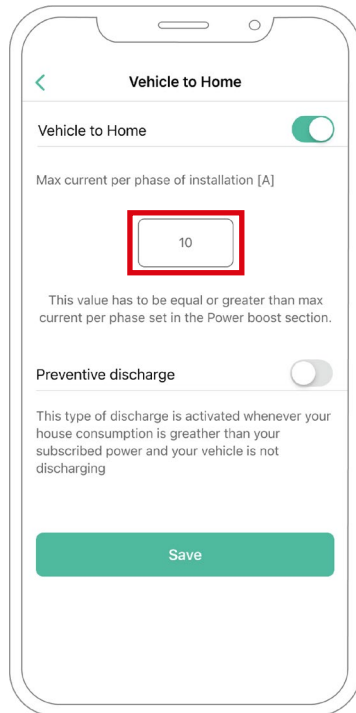 Vehicle to Home
Vehicle to Home
Max current per phase of installation [A]
10
This value has to be equal or greater than max
current per phase set in the Power boost section.
Preventive discharge
This type of discharge is activated whenever your
house consumption is greather than your
subscribed power and your vehicle is not
discharging
Save